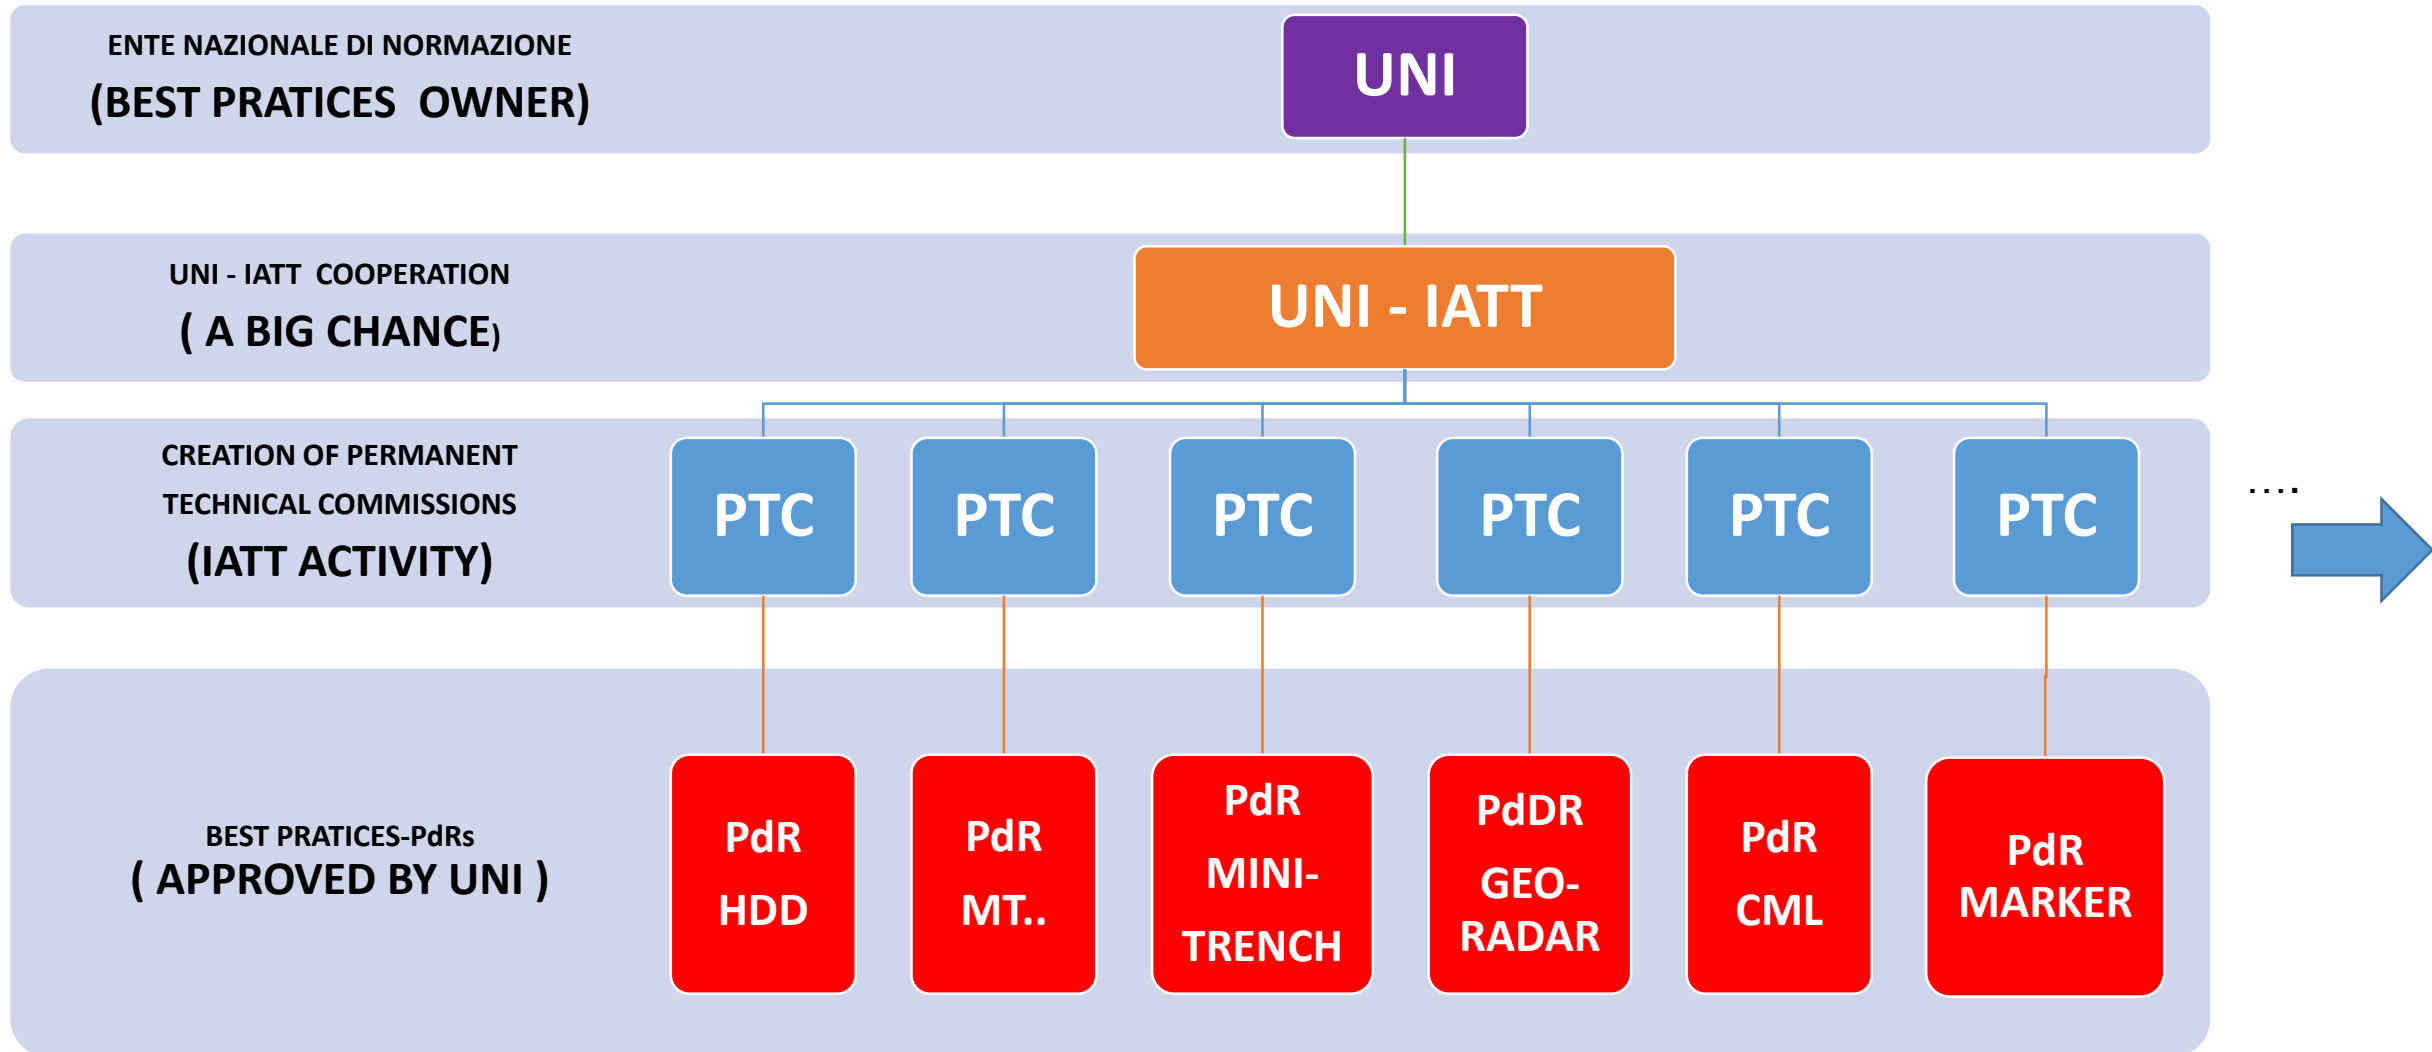 ENTE NAZIONALE DI NORMAZIONE
(BEST PRATICES OWNER)
UNI
UNI - IATT COOPERATION
( A BIG CHANCE)
UNI - IATT
CREATION OF PERMANENT
TECHNICAL COMMISSIONS
(IATT ACTIVITY)
PTC
PTC
PTC
PTC
PTC
PTC
....
BEST PRATICES-PdRs
( APPROVED BY UNI )
PdR
HDD
PdR
MT..
PdR
MINI-
TRENCH
PdDR
GEO-
RADAR
PdR
CML
PdR
MARKER